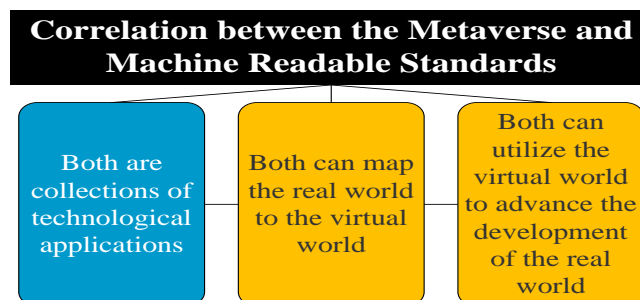 Correlation between the Metaverse and
Machine Readable Standards
Both are
collections of
technological
applications
Both can map
the real world
to the virtual
world
Both can
utilize the
virtual world
to advance the
development
of the real
world